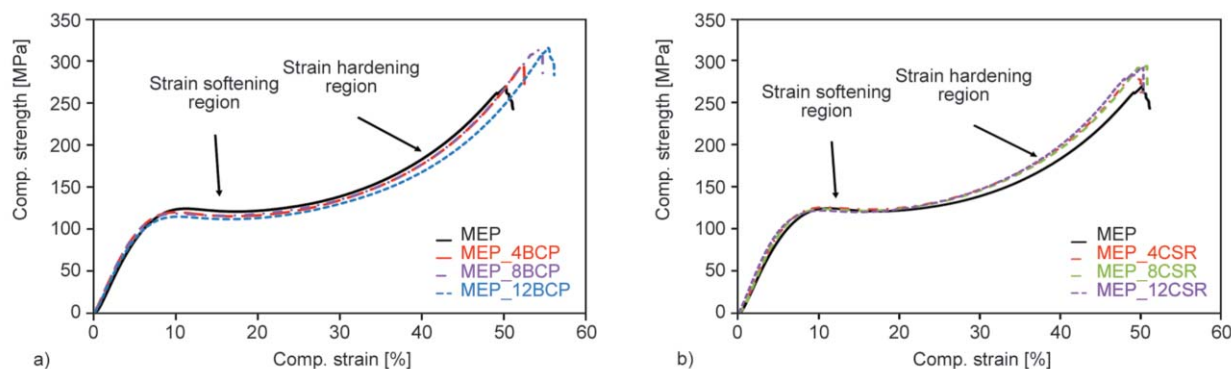 Comp. strength [MPa]
350
300
250
200
150
100
50
0
Strain softening
region
Strain hardening
region
MEP
MEP_4BCP
MEP_8BCP
MEP_12BCP
0 10 20 30 40 50 60
a) Comp. strain [%]
Comp. strength [MPa]
350
300
250
200
150
100
50
0
Strain softening
region
Strain hardening
region
MEP
MEP_4CSR
MEP_8CSR
MEP_12CSR
0 10 20 30 40 50 60
b) Comp. strain [%]